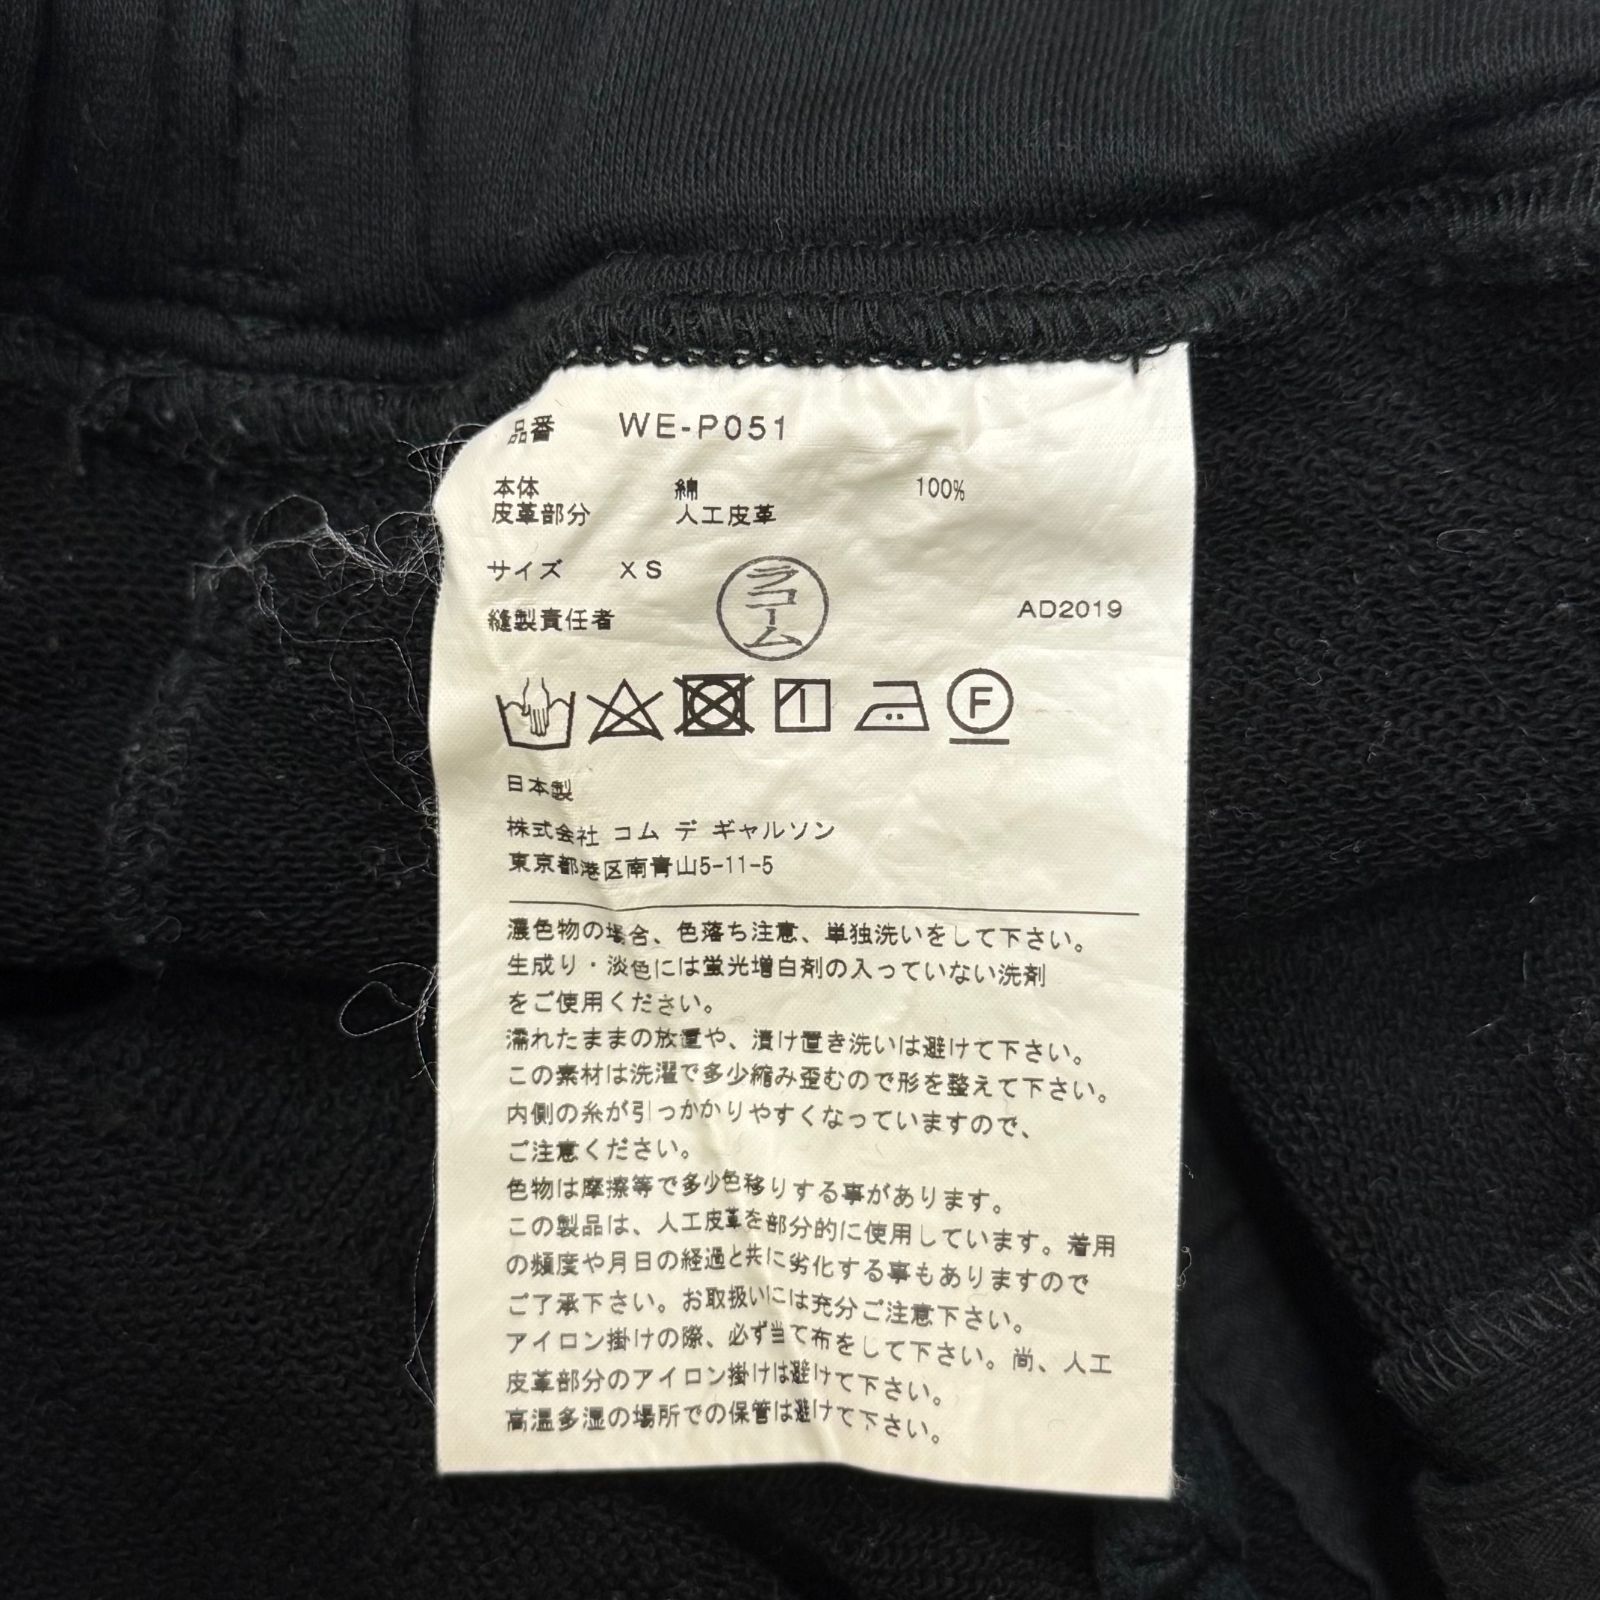 品番 WE-P051
本体 綿 100%
皮革部分 人工皮革
サイズ XS
縫製責任者 ラコーム AD2019
F
日本製
株式会社 コム デ ギャルソン
東京都港区南青山5-11-5
濃色物の場合、色落ち注意、単独洗いをして下さい。
生成り・淡色には蛍光増白剤の入っていない洗剤
をご使用ください。
濡れたままの放置や、漬け置き洗いは避けて下さい。
この素材は洗濯で多少縮み歪むので形を整えて下さい。
内側の糸が引っかかりやすくなっていますので、
ご注意ください。
色物は摩擦等で多少色移りする事があります。
この製品は、人工皮革を部分的に使用しています。着用
の頻度や月日の経過と共に劣化する事もありますので
ご了承下さい。お取扱いには充分ご注意下さい。
アイロン掛けの際、必ず当て布をして下さい。尚、人工
皮革部分のアイロン掛けは避けて下さい。
高温多湿の場所での保管は避けて下さい。